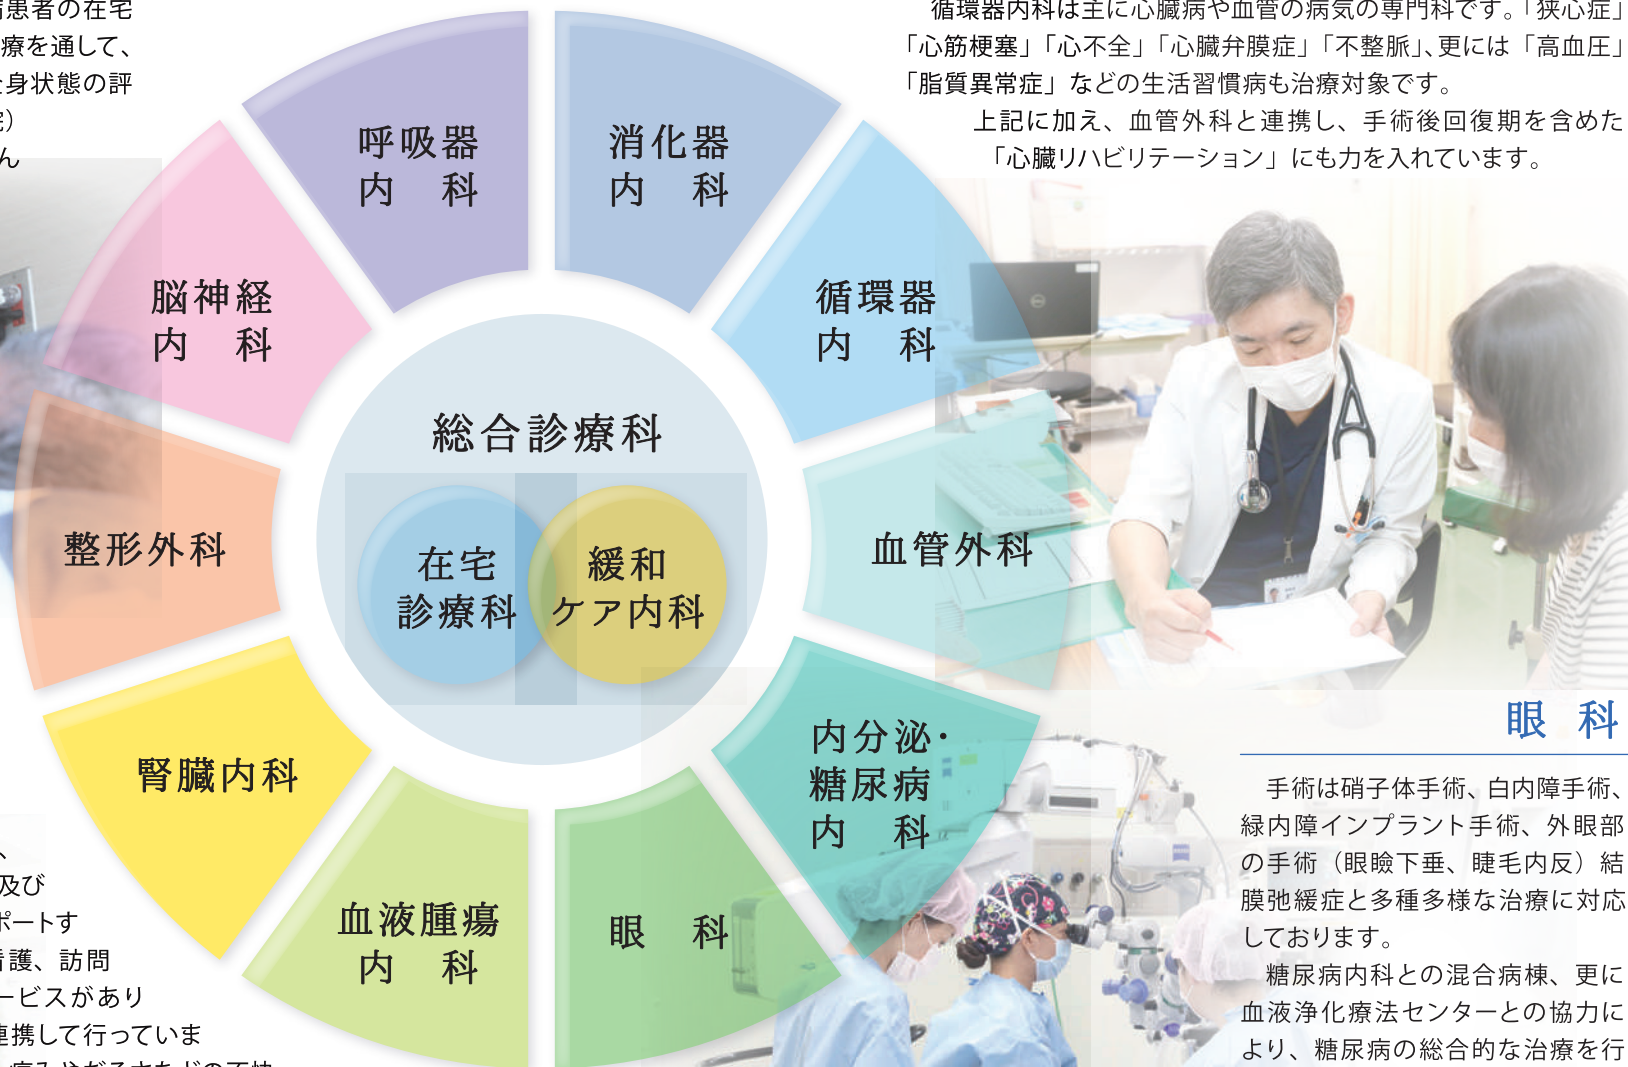 病患者の在宅
療を通して、
全身状態の評
ん
循環器内科は主に心臓病や血管の病気の専門科です。「狭心症」
「心筋梗塞」「心不全」「心臓弁膜症」「不整脈」、更には「高血圧」
「脂質異常症」などの生活習慣病も治療対象です。
上記に加え、血管外科と連携し、手術後回復期を含めた
「心臓リハビリテーション」にも力を入れています。
呼吸器
内 科
消化器
内 科
循環器
内 科
血管外科
内分泌・
糖尿病
内 科
眼 科
血液腫瘍
内 科
腎臓内科
整形外科
脳神経
内 科
総合診療科
在宅
診療科
緩和
ケア内科
、
及び
ポートす
看護、訪問
ービスがあり
連携して行っていま
眼 科
手術は硝子体手術、白内障手術、
緑内障インプラント手術、外眼部
の手術（眼瞼下垂、睫毛内反）結
膜弛緩症と多種多様な治療に対応
しております。
糖尿病内科との混合病棟、更に
血液浄化療法センターとの協力に
より、糖尿病の総合的な治療を行